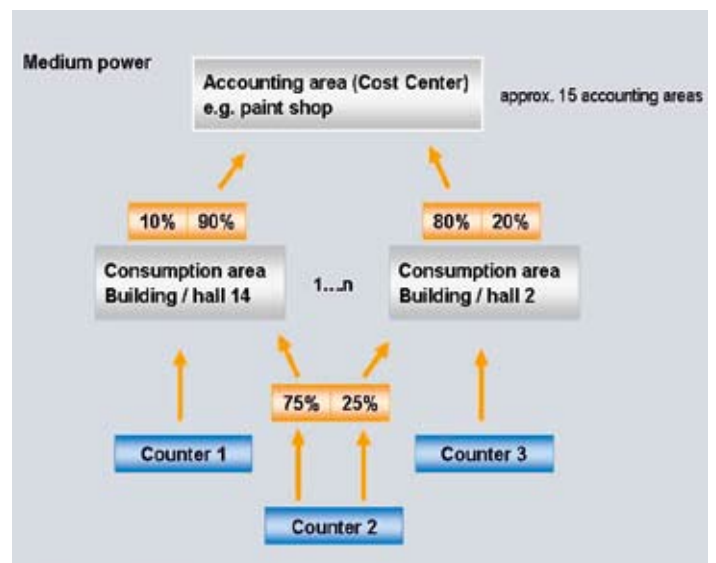 Medium power
Accounting area (Cost Center)
e.g. paint shop
approx. 15 accounting areas
10% 90%
80% 20%
Consumption area
Building / hall 14
1....n
Consumption area
Building / hall 2
75% 25%
Counter 1
Counter 3
Counter 2